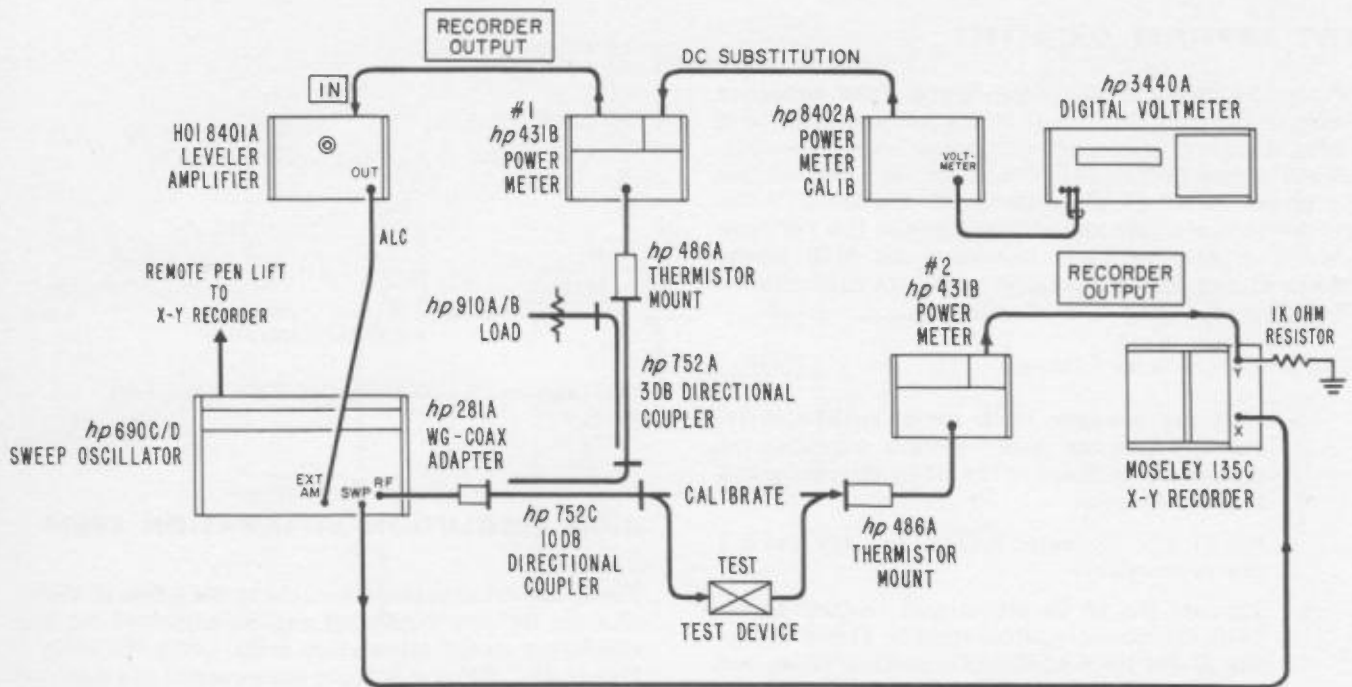 RECORDER
OUTPUT
IN
DC SUBSTITUTION
HO1 8401A
LEVELER
AMPLIFIER
OUT
#1
hp 431B
POWER
METER
hp 8402A
POWER
METER
CALIB
VOLT-
METER
hp 3440A
DIGITAL VOLTMETER
ALC
REMOTE PEN LIFT
TO
X-Y RECORDER
hp 486A
THERMISTOR
MOUNT
hp 910A/B
LOAD
#2
hp 431B
POWER
METER
RECORDER
OUTPUT
1K OHM
RESISTOR
hp 752A
3DB DIRECTIONAL
COUPLER
hp 690C/D
SWEEP OSCILLATOR
hp 281A
WG-COAX
ADAPTER
Y
X
MOSELEY 135C
X-Y RECORDER
EXT
AM
SWP
RF
CALIBRATE
hp 752C
10DB
DIRECTIONAL
COUPLER
hp 486A
THERMISTOR
MOUNT
TEST
TEST DEVICE